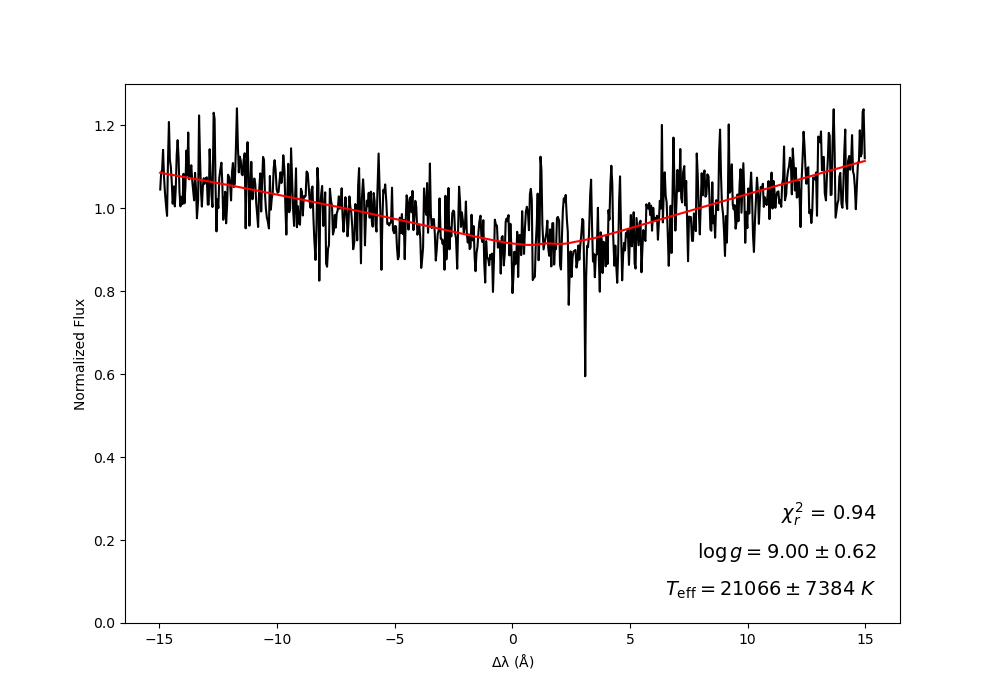 Normalized Flux
1.2
1.0
0.8
0.6
0.4
0.2
0.0
χ²ᵣ = 0.94
log g = 9.00 ± 0.62
T_eff = 21066 ± 7384 K
−15 −10 −5 0 5 10 15
Δλ (Å)